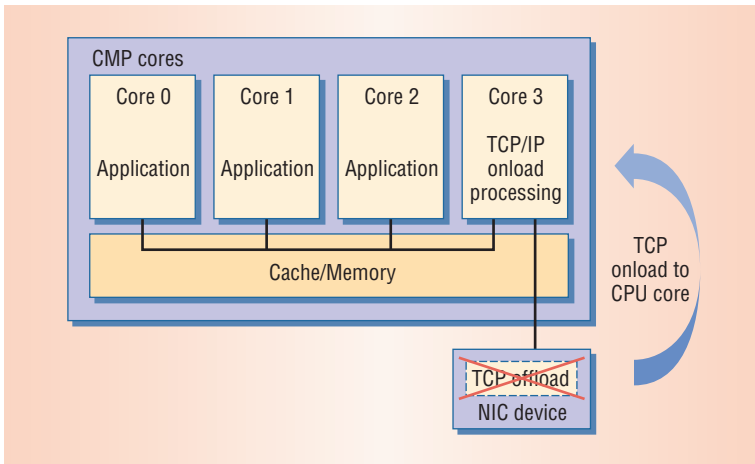 CMP cores
Core 0
Application
Core 1
Application
Core 2
Application
Core 3
TCP/IP
onload
processing
Cache/Memory
TCP
onload to
CPU core
TCP offload
NIC device